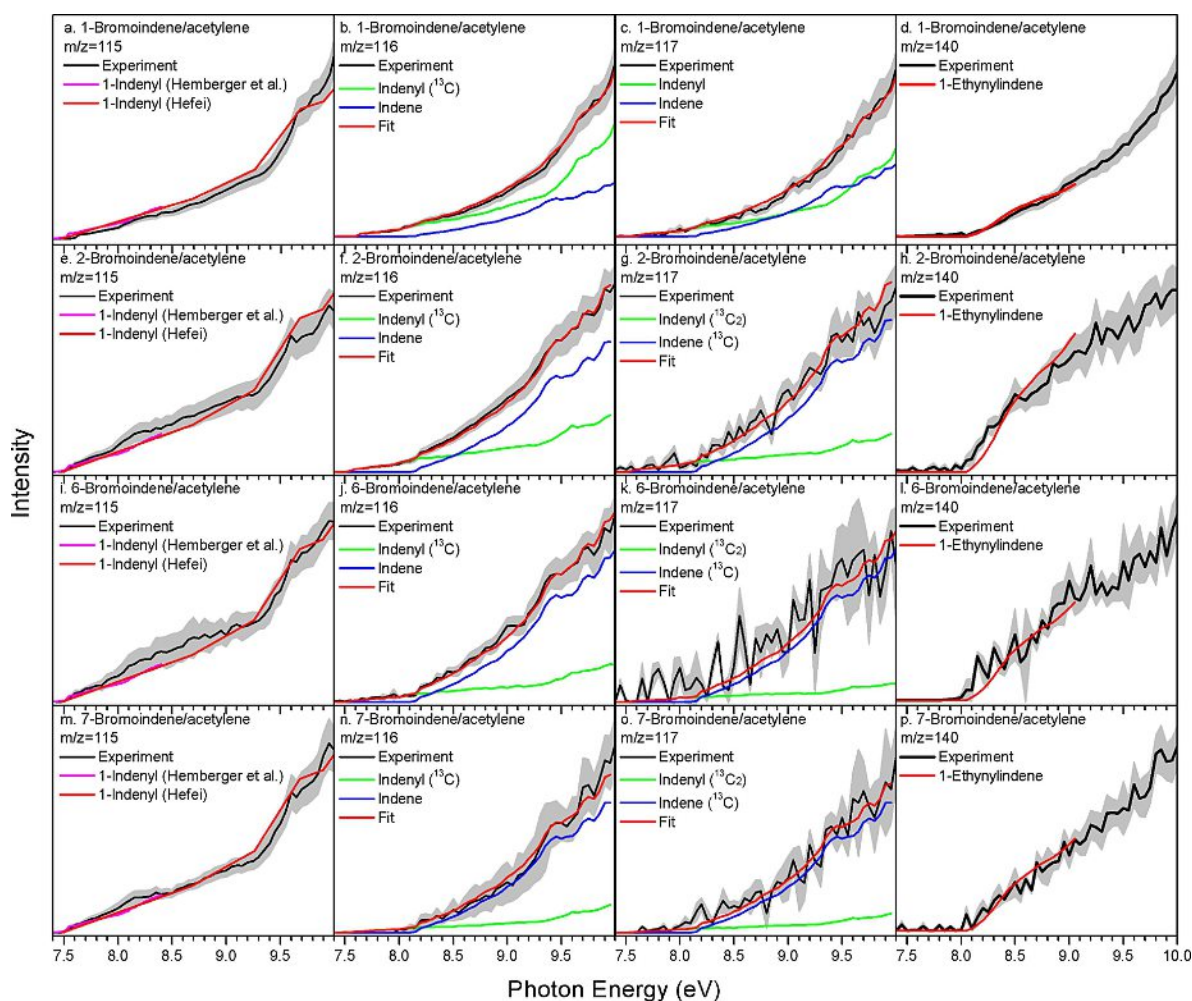 a. 1-Bromoindene/acetylene
m/z=115
Experiment
1-Indenyl (Hemberger et al.)
1-Indenyl (Hefei)
b. 1-Bromoindene/acetylene
m/z=116
Experiment
Indenyl (¹³C)
Indene
Fit
c. 1-Bromoindene/acetylene
m/z=117
Experiment
Indenyl
Indene
Fit
d. 1-Bromoindene/acetylene
m/z=140
Experiment
1-Ethynylindene
e. 2-Bromoindene/acetylene
m/z=115
Experiment
1-Indenyl (Hemberger et al.)
1-Indenyl (Hefei)
f. 2-Bromoindene/acetylene
m/z=116
Experiment
Indenyl (¹³C)
Indene
Fit
g. 2-Bromoindene/acetylene
m/z=117
Experiment
Indenyl (¹³C₂)
Indene (¹³C)
Fit
h. 2-Bromoindene/acetylene
m/z=140
Experiment
1-Ethynylindene
i. 6-Bromoindene/acetylene
m/z=115
Experiment
1-Indenyl (Hemberger et al.)
1-Indenyl (Hefei)
j. 6-Bromoindene/acetylene
m/z=116
Experiment
Indenyl (¹³C)
Indene
Fit
k. 6-Bromoindene/acetylene
m/z=117
Experiment
Indenyl (¹³C₂)
Indene (¹³C)
Fit
l. 6-Bromoindene/acetylene
m/z=140
Experiment
1-Ethynylindene
m. 7-Bromoindene/acetylene
m/z=115
Experiment
1-Indenyl (Hemberger et al.)
1-Indenyl (Hefei)
n. 7-Bromoindene/acetylene
m/z=116
Experiment
Indenyl (¹³C)
Indene
Fit
o. 7-Bromoindene/acetylene
m/z=117
Experiment
Indenyl (¹³C₂)
Indene (¹³C)
Fit
p. 7-Bromoindene/acetylene
m/z=140
Experiment
1-Ethynylindene
7.5 8.0 8.5 9.0 9.5 7.5 8.0 8.5 9.0 9.5 7.5 8.0 8.5 9.0 9.5 7.5 8.0 8.5 9.0 9.5 10.0
Intensity
Photon Energy (eV)